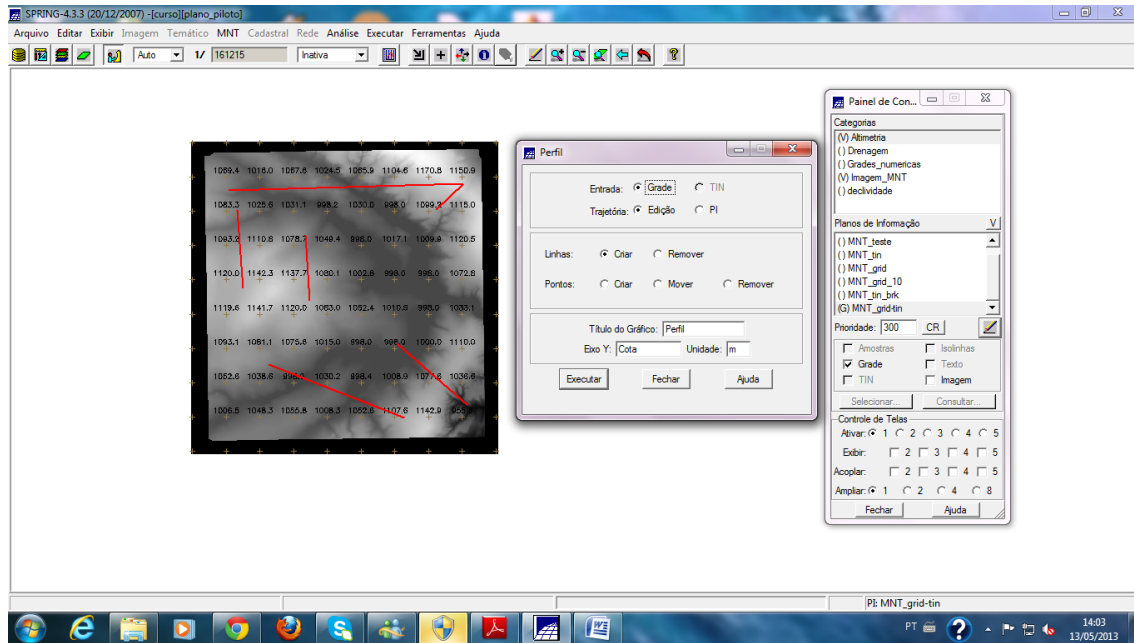 SPRING-4.3.3 (20/12/2007) -[curso][plano_piloto]
Arquivo Editar Exibir Imagem Temático MNT Cadastral Rede Análise Executar Ferramentas Ajuda
Auto 1/ 161215 Inativa
1069.4 1016.0 1067.6 1024.5 1065.9 1104.6 1170.8 1150.9
1083.3 1025.6 1031.1 998.2 1030.0 998.0 1099.2 1115.0
1093.2 1110.8 1078.7 1049.4 998.0 1017.1 1009.9 1120.5
1120.0 1142.3 1137.7 1080.1 1002.8 998.0 998.0 1072.8
1119.6 1141.7 1120.0 1083.0 1052.4 1010.8 998.0 1033.1
1093.1 1081.1 1075.8 1015.0 998.0 998.0 1000.0 1110.0
1052.6 1038.6 996.2 1030.2 998.4 1008.9 1077.6 1036.6
1006.5 1048.3 1055.8 1008.3 1052.6 1107.6 1142.9
Perfil
Entrada: Grade TIN
Trajetória: Edição PI
Linhas: Criar Remover
Pontos: Criar Mover Remover
Título do Gráfico: Perfil
Eixo Y: Cota Unidade: m
Executar Fechar Ajuda
Painel de Con...
Categorias
(V) Altimetria
( ) Drenagem
( ) Grades_numericas
(V) Imagem_MNT
( ) declividade
Planos de Informação V
( ) MNT_teste
( ) MNT_tin
( ) MNT_grid
( ) MNT_grid_10
( ) MNT_tin_brk
(G) MNT_grid-tin
Prioridade: 300 CR
Amostras Isolinhas
Grade Texto
TIN Imagem
Selecionar... Consultar...
Controle de Telas
Ativar: 1 2 3 4 5
Exibir: 2 3 4 5
Acoplar: 2 3 4 5
Ampliar: 1 2 4 8
Fechar Ajuda
PI: MNT_grid-tin
PT 14:03
13/05/2013